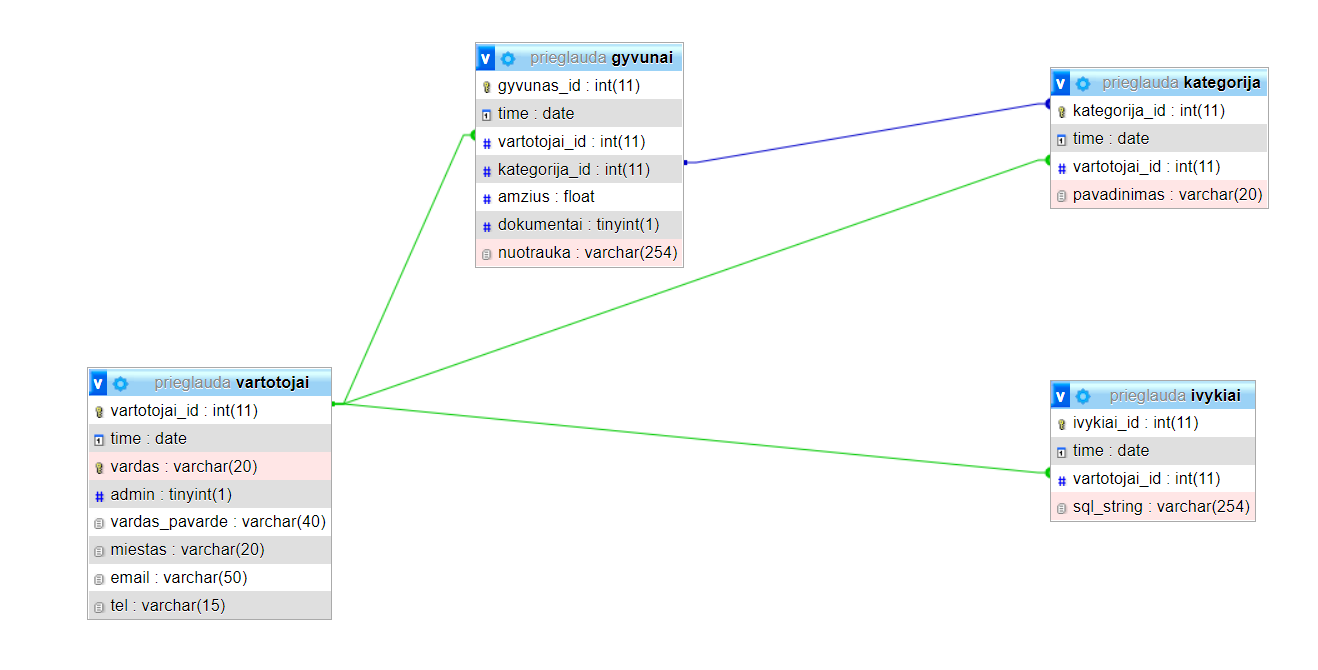 v prieglauda gyvunai
gyvunas_id : int(11)
time : date
vartotojai_id : int(11)
kategorija_id : int(11)
amzius : float
dokumentai : tinyint(1)
nuotrauka : varchar(254)
v prieglauda kategorija
kategorija_id : int(11)
time : date
vartotojai_id : int(11)
pavadinimas : varchar(20)
v prieglauda vartotojai
vartotojai_id : int(11)
time : date
vardas : varchar(20)
admin : tinyint(1)
vardas_pavarde : varchar(40)
miestas : varchar(20)
email : varchar(50)
tel : varchar(15)
v prieglauda ivykiai
ivykiai_id : int(11)
time : date
vartotojai_id : int(11)
sql_string : varchar(254)